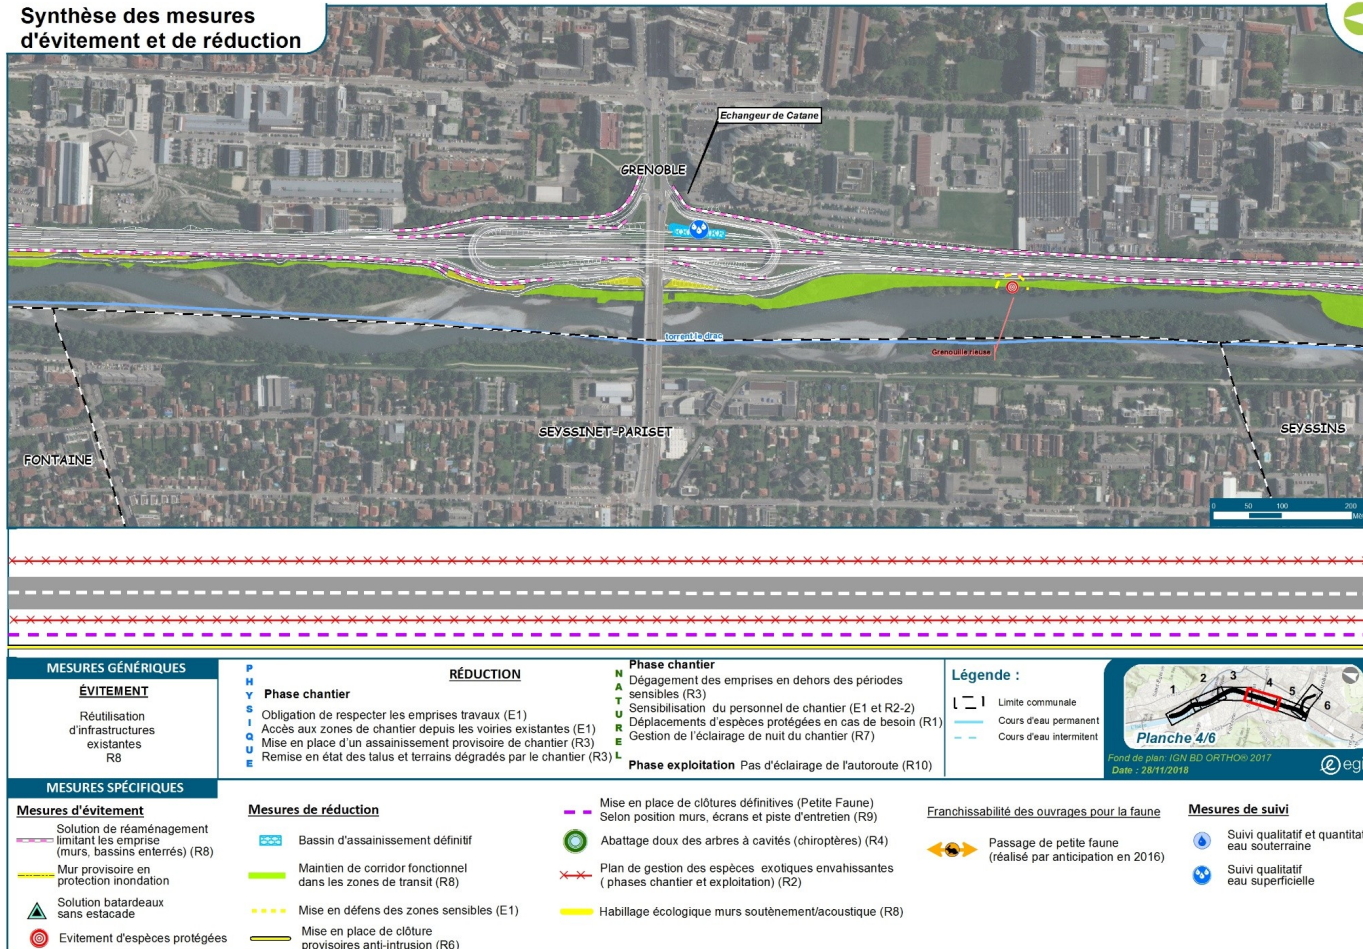 Synthèse des mesures
d'évitement et de réduction
Echangeur de Catane
GRENOBLE
torrent le drac
Grenouille rieuse
SEYSSINET-PARISET
SEYSSINS
FONTAINE
0 50 100 200
MESURES GÉNÉRIQUES
ÉVITEMENT
Réutilisation
d'infrastructures
existantes
R8
PHYSIQUE
RÉDUCTION
Phase chantier
Obligation de respecter les emprises travaux (E1)
Accès aux zones de chantier depuis les voiries existantes (E1)
Mise en place d'un assainissement provisoire de chantier (R3)
Remise en état des talus et terrains dégradés par le chantier (R3)
NATUREL
Phase chantier
Dégagement des emprises en dehors des périodes
sensibles (R3)
Sensibilisation du personnel de chantier (E1 et R2-2)
Déplacements d'espèces protégées en cas de besoin (R1)
Gestion de l'éclairage de nuit du chantier (R7)
Phase exploitation Pas d'éclairage de l'autoroute (R10)
Légende :
Limite communale
Cours d'eau permanent
Cours d'eau intermitent
1 2 3 4 5 6
Planche 4/6
Fond de plan: IGN BD ORTHO® 2017
Date : 28/11/2018
egi
MESURES SPÉCIFIQUES
Mesures d'évitement
Solution de réaménagement
limitant les emprise
(murs, bassins enterrés) (R8)
Mur provisoire en
protection inondation
Solution batardeaux
sans estacade
Evitement d'espèces protégées
Mesures de réduction
Bassin d'assainissement définitif
Maintien de corridor fonctionnel
dans les zones de transit (R8)
Mise en défens des zones sensibles (E1)
Mise en place de clôture
provisoires anti-intrusion (R6)
Mise en place de clôtures définitives (Petite Faune)
Selon position murs, écrans et piste d'entretien (R9)
Abattage doux des arbres à cavités (chiroptères) (R4)
Plan de gestion des espèces exotiques envahissantes
( phases chantier et exploitation) (R2)
Habillage écologique murs soutènement/acoustique (R8)
Franchissabilité des ouvrages pour la faune
Passage de petite faune
(réalisé par anticipation en 2016)
Mesures de suivi
Suivi qualitatif et quantitat
eau souterraine
Suivi qualitatif
eau superficielle